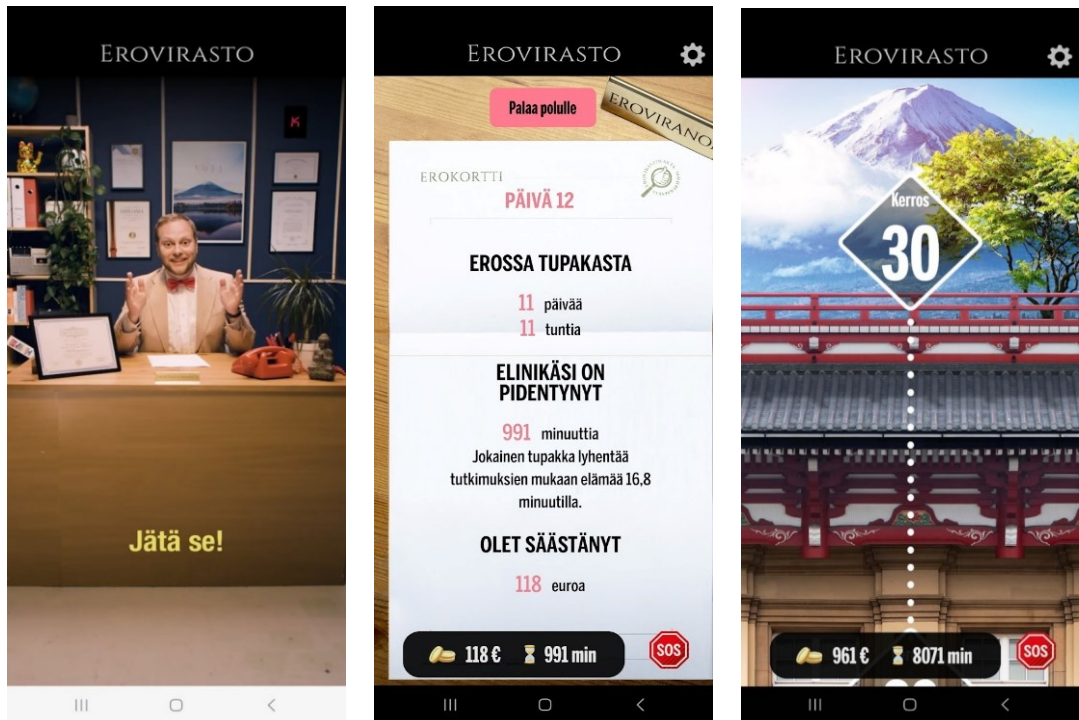 EROVIRASTO
Jätä se!
EROVIRASTO
Palaa polulle
EROVIRANO
EROKORTTI
PÄIVÄ 12
EROSSA TUPAKASTA
11 päivää
11 tuntia
ELINIKÄSI ON
PIDENTYNYT
991 minuuttia
Jokainen tupakka lyhentää
tutkimuksien mukaan elämää 16,8
minuutilla.
OLET SÄÄSTÄNYT
118 euroa
118 € 991 min
SOS
EROVIRASTO
Kerros
30
961 € 8071 min
SOS